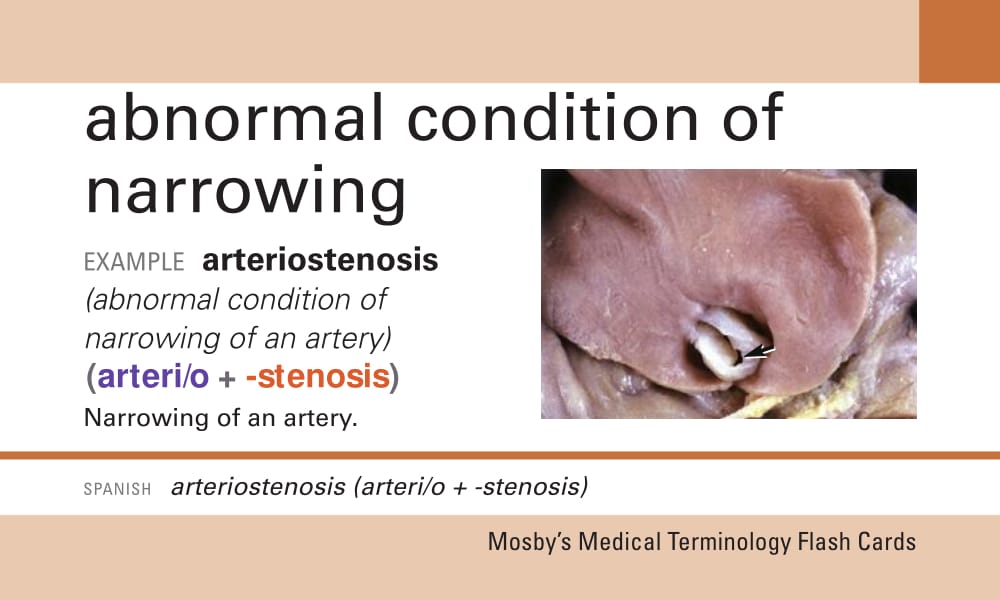 abnormal condition of
narrowing
EXAMPLE arteriostenosis
(abnormal condition of
narrowing of an artery)
(arteri/o + -stenosis)
Narrowing of an artery.
SPANISH arteriostenosis (arteri/o + -stenosis)
Mosby's Medical Terminology Flash Cards